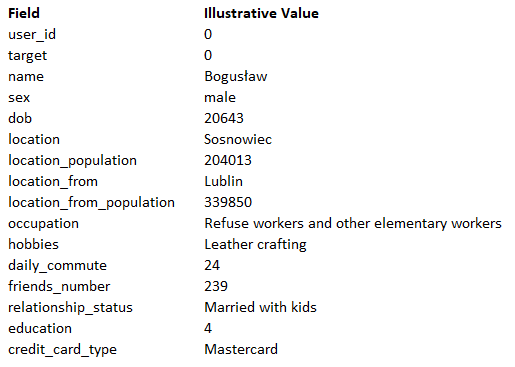 Field Illustrative Value
user_id 0
target 0
name Bogusław
sex male
dob 20643
location Sosnowiec
location_population 204013
location_from Lublin
location_from_population 339850
occupation Refuse workers and other elementary workers
hobbies Leather crafting
daily_commute 24
friends_number 239
relationship_status Married with kids
education 4
credit_card_type Mastercard